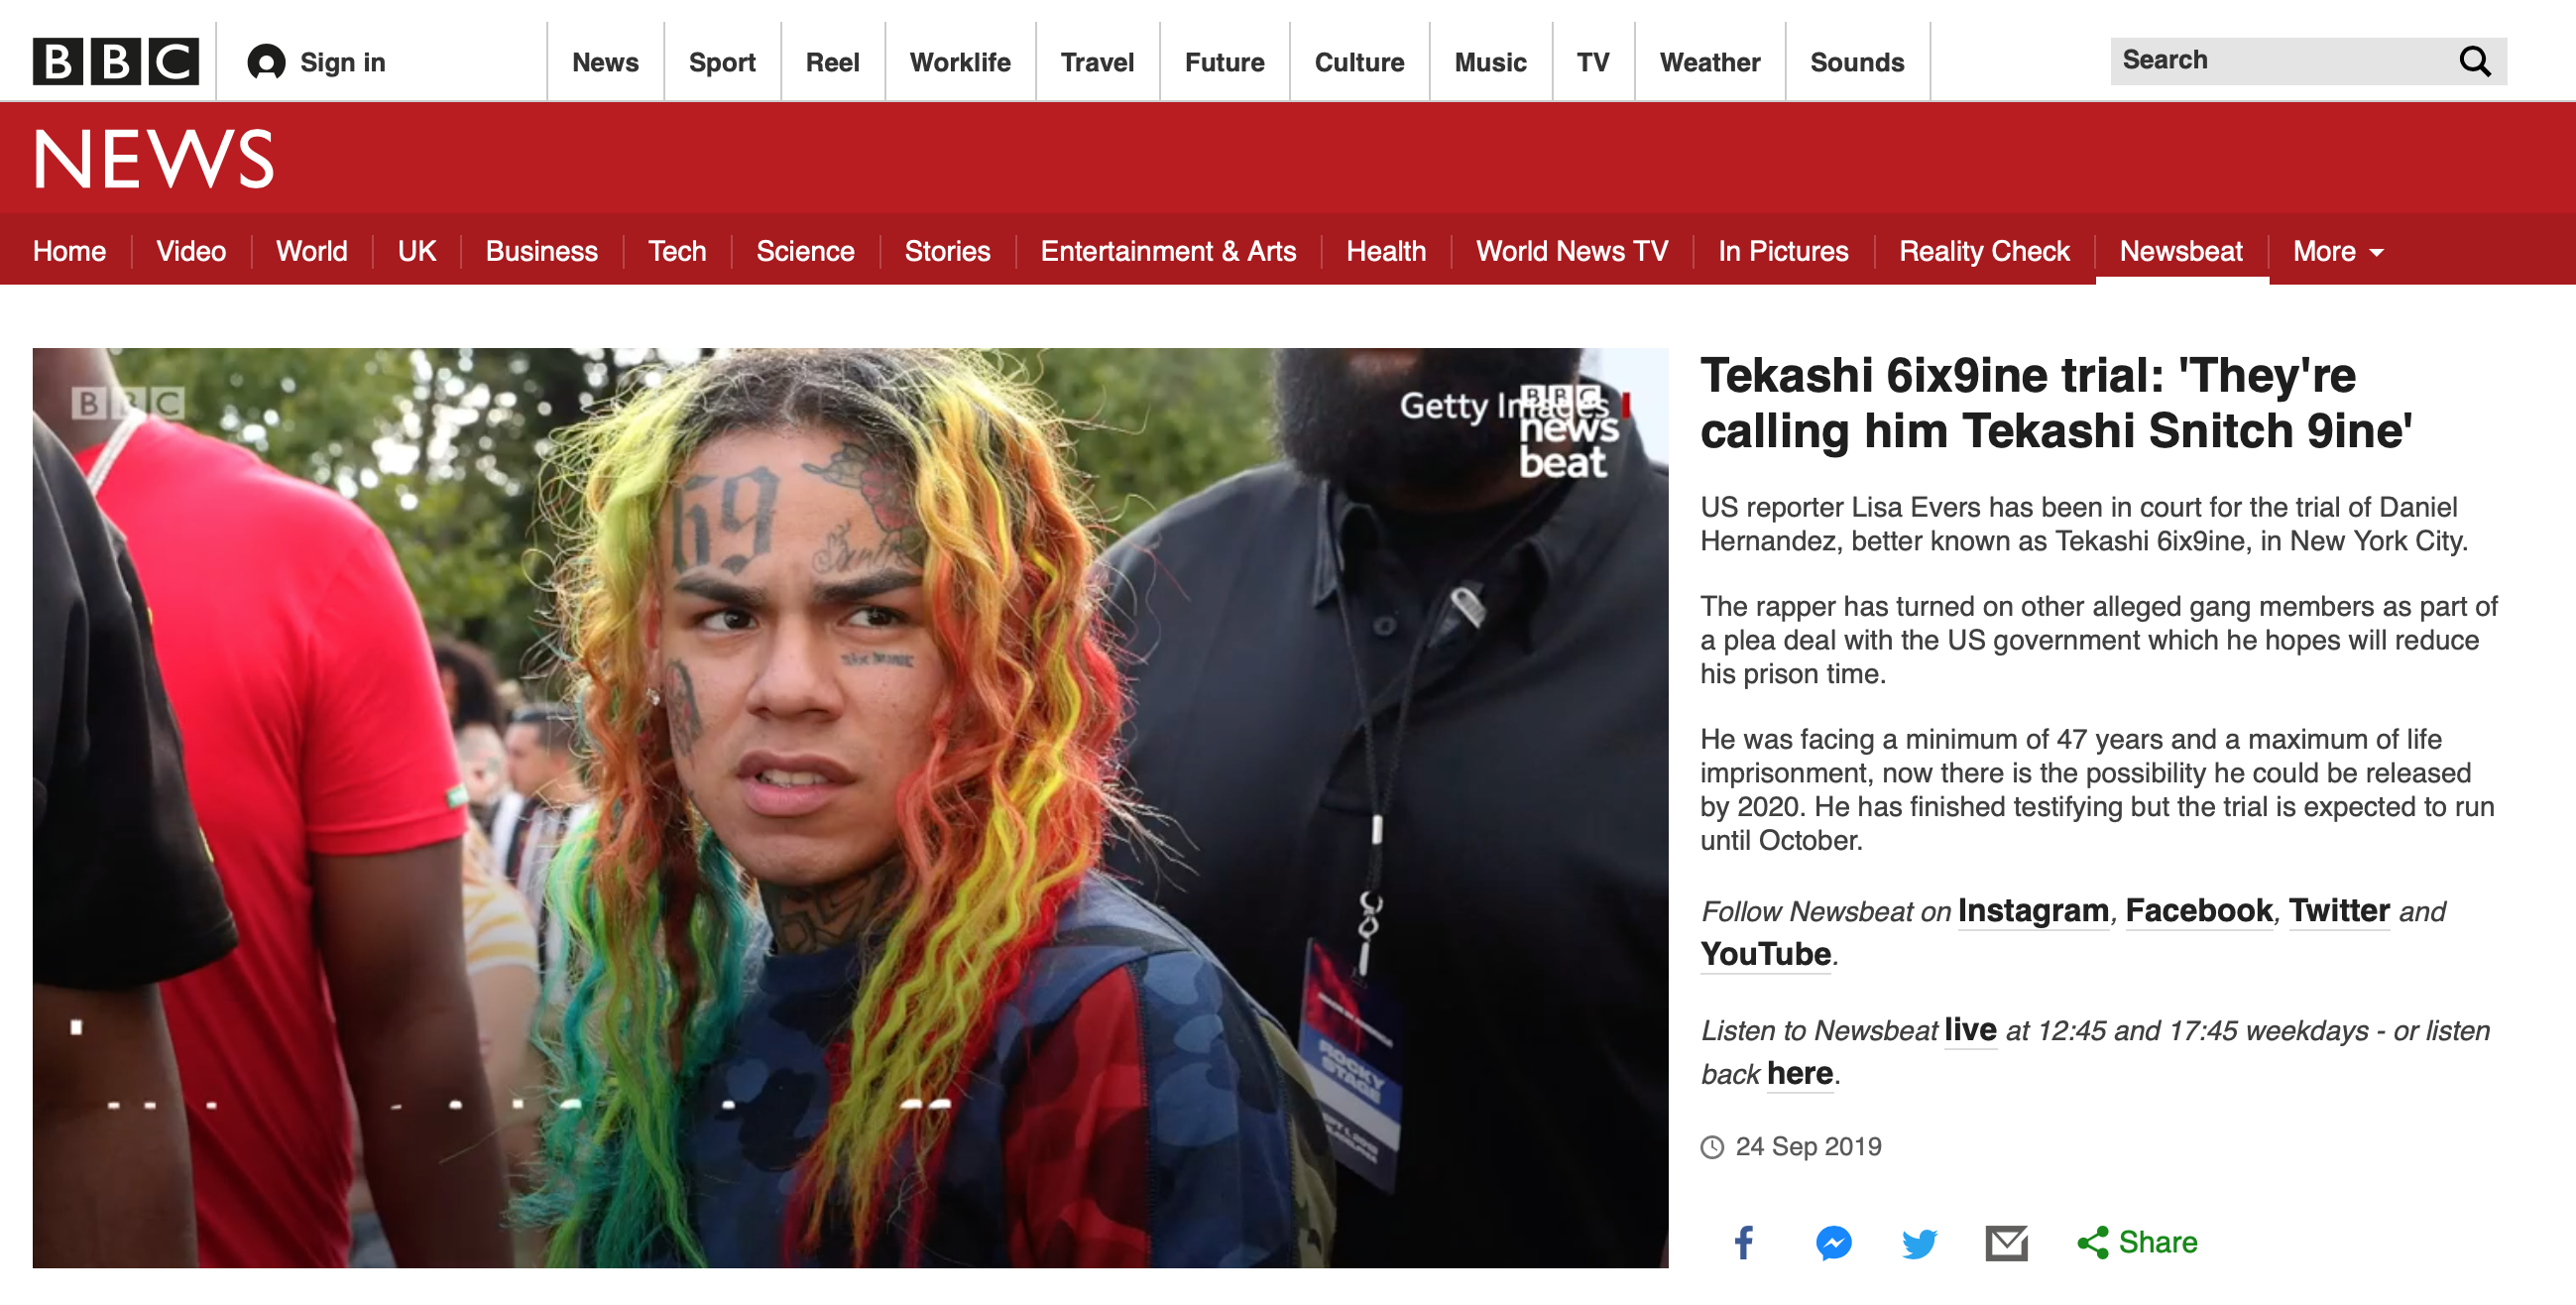 BBC
Sign in
News
Sport
Reel
Worklife
Travel
Future
Culture
Music
TV
Weather
Sounds
Search
NEWS
Home
Video
World
UK
Business
Tech
Science
Stories
Entertainment & Arts
Health
World News TV
In Pictures
Reality Check
Newsbeat
More
BBC
Getty Images
BBC
news
beat
69
ROCKY
STAGE
Tekashi 6ix9ine trial: 'They're
calling him Tekashi Snitch 9ine'
US reporter Lisa Evers has been in court for the trial of Daniel
Hernandez, better known as Tekashi 6ix9ine, in New York City.
The rapper has turned on other alleged gang members as part of
a plea deal with the US government which he hopes will reduce
his prison time.
He was facing a minimum of 47 years and a maximum of life
imprisonment, now there is the possibility he could be released
by 2020. He has finished testifying but the trial is expected to run
until October.
Follow Newsbeat on Instagram, Facebook, Twitter and
YouTube.
Listen to Newsbeat live at 12:45 and 17:45 weekdays - or listen
back here.
24 Sep 2019
Share